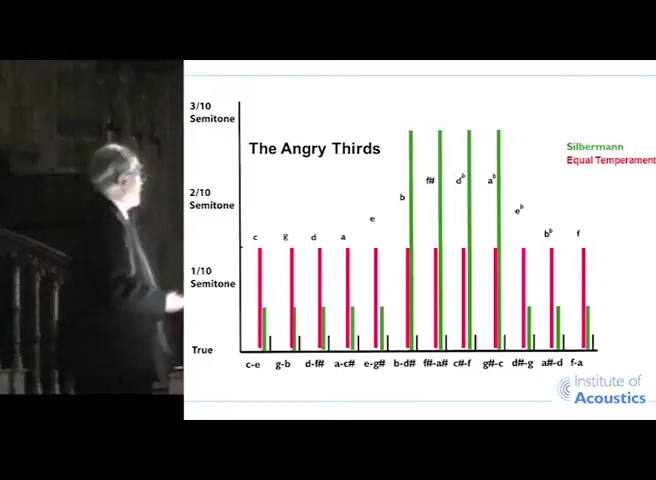 3/10
Semitone
The Angry Thirds
Silbermann
Equal Temperament
2/10
Semitone
c g d a e b f# d♭ a♭ e♭ b♭ f
1/10
Semitone
True
c-e g-b d-f# a-c# e-g# b-d# f#-a# c#-f g#-c d#-g a#-d f-a
Institute of
Acoustics